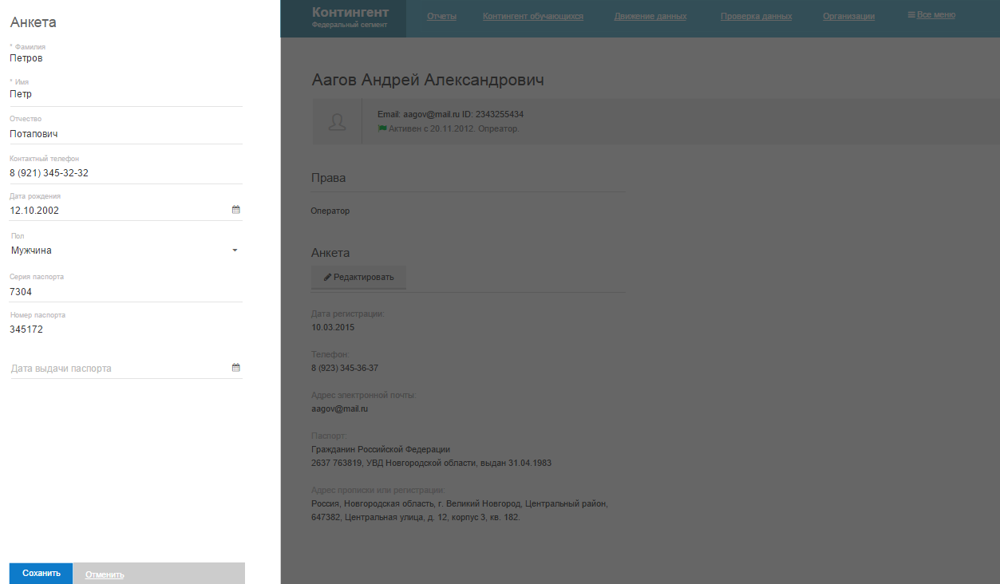 Анкета
* Фамилия
Петров
* Имя
Петр
Отчество
Потапович
Контактный телефон
8 (921) 345-32-32
Дата рождения
12.10.2002
Пол
Мужчина
Серия паспорта
7304
Номер паспорта
345172
Дата выдачи паспорта
Соханить Отменить
Контингент
Федеральный сегмент
Отчеты Контингент обучающихся Движение данных Проверка данных Организации Все меню
Аагов Андрей Александрович
Email: aagov@mail.ru ID: 2343255434
Активен с 20.11.2012. Опреатор.
Права
Оператор
Анкета
Редактировать
Дата регистрации:
10.03.2015
Телефон:
8 (923) 345-36-37
Адрес электронной почты:
aagov@mail.ru
Паспорт:
Гражданин Российской Федерации
2637 763819, УВД Новгородской области, выдан 31.04.1983
Адрес прописки или регистрации:
Россия, Новгородская область, г. Великий Новгород, Центральный район,
647382, Центральная улица, д. 12, корпус 3, кв. 182.